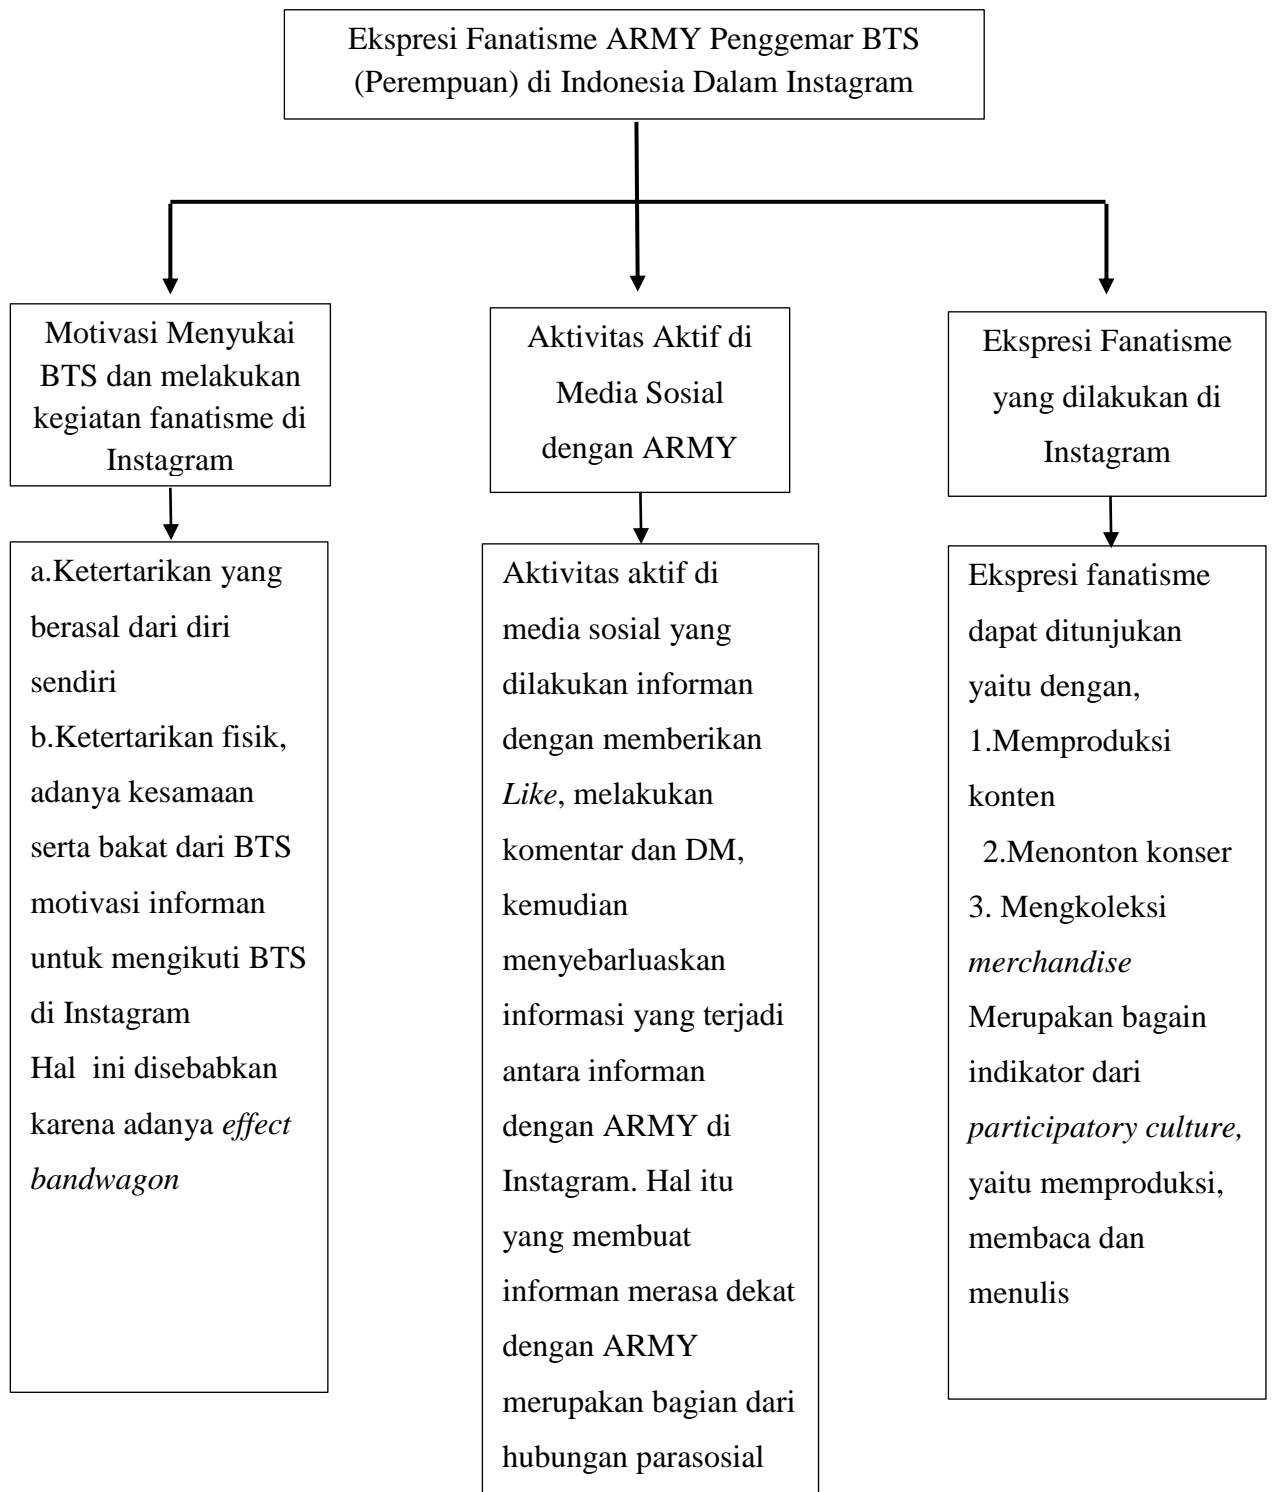 Ekspresi Fanatisme ARMY Penggemar BTS
(Perempuan) di Indonesia Dalam Instagram
Motivasi Menyukai
BTS dan melakukan
kegiatan fanatisme di
Instagram
Aktivitas Aktif di
Media Sosial
dengan ARMY
Ekspresi Fanatisme
yang dilakukan di
Instagram
a.Ketertarikan yang
berasal dari diri
sendiri
b.Ketertarikan fisik,
adanya kesamaan
serta bakat dari BTS
motivasi informan
untuk mengikuti BTS
di Instagram
Hal ini disebabkan
karena adanya effect
bandwagon
Aktivitas aktif di
media sosial yang
dilakukan informan
dengan memberikan
Like, melakukan
komentar dan DM,
kemudian
menyebarluaskan
informasi yang terjadi
antara informan
dengan ARMY di
Instagram. Hal itu
yang membuat
informan merasa dekat
dengan ARMY
merupakan bagian dari
hubungan parasosial
Ekspresi fanatisme
dapat ditunjukan
yaitu dengan,
1.Memproduksi
konten
2.Menonton konser
3. Mengkoleksi
merchandise
Merupakan bagain
indikator dari
participatory culture,
yaitu memproduksi,
membaca dan
menulis